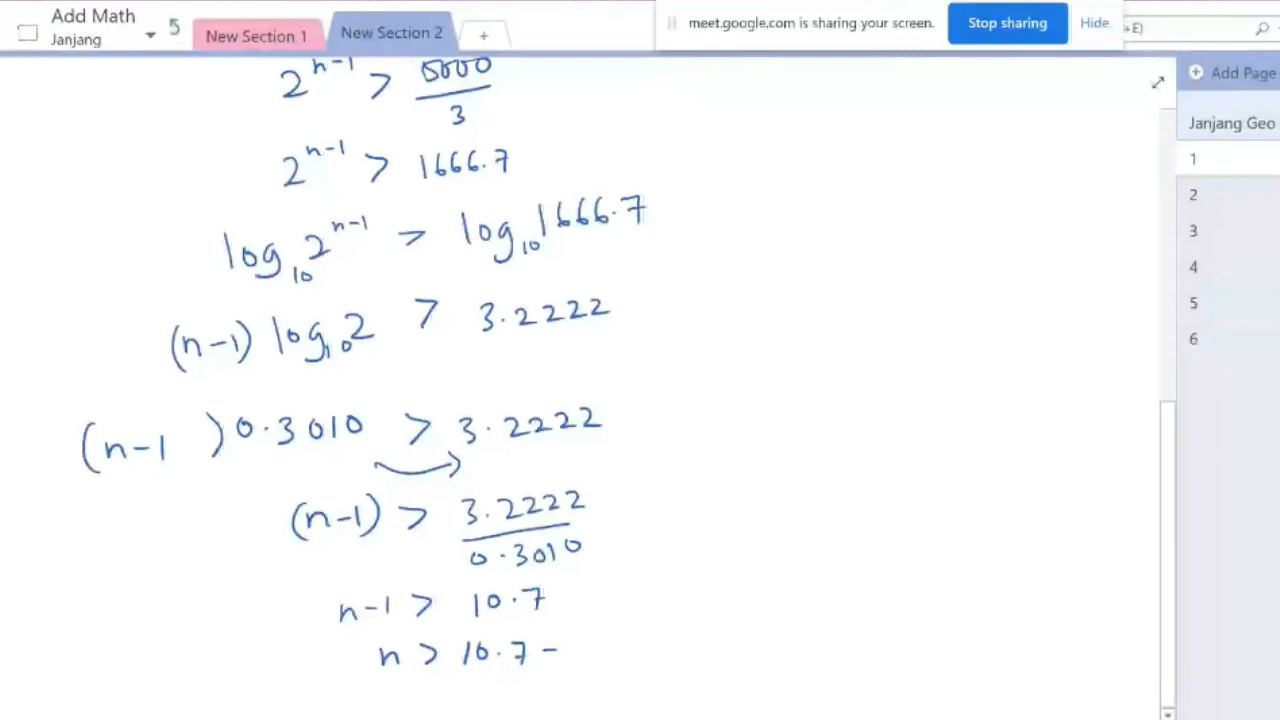 Add Math
Janjang
New Section 1
New Section 2
+
meet.google.com is sharing your screen.
Stop sharing
Hide
+E)
Add Page
Janjang Geo
1
2
3
4
5
6
2^(n-1) > 5000/3
2^(n-1) > 1666.7
log₁₀ 2^(n-1) > log₁₀ 1666.7
(n-1) log₁₀ 2 > 3.2222
(n-1) 0.3010 > 3.2222
(n-1) > 3.2222/0.3010
n-1 > 10.7
n > 10.7 -